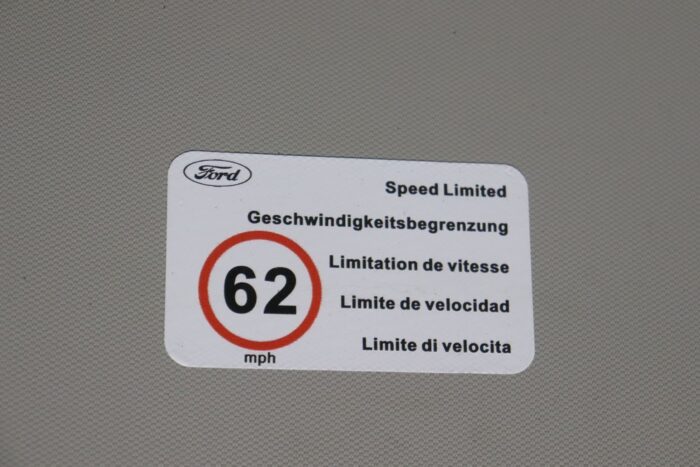 Ford
Speed Limited
Geschwindigkeitsbegrenzung
Limitation de vitesse
62
Limite de velocidad
Limite di velocita
mph